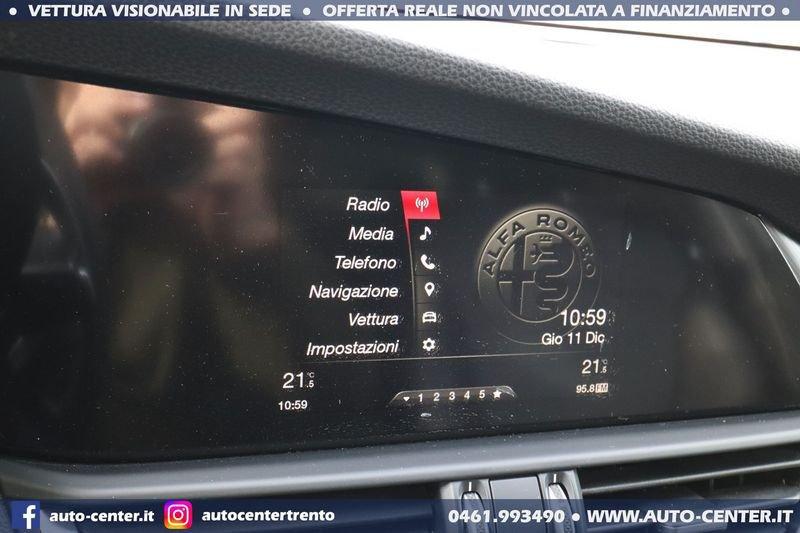 • VETTURA VISIONABILE IN SEDE • OFFERTA REALE NON VINCOLATA A FINANZIAMENTO •
Radio
Media
Telefono
Navigazione
Vettura
Impostazioni
ALFA ROMEO
10:59
Gio 11 Dic
21.5°C
10:59
1 2 3 4 5
21.5°C
95.8 FM
auto-center.it autocentertrento 0461.993490 • WWW.AUTO-CENTER.IT